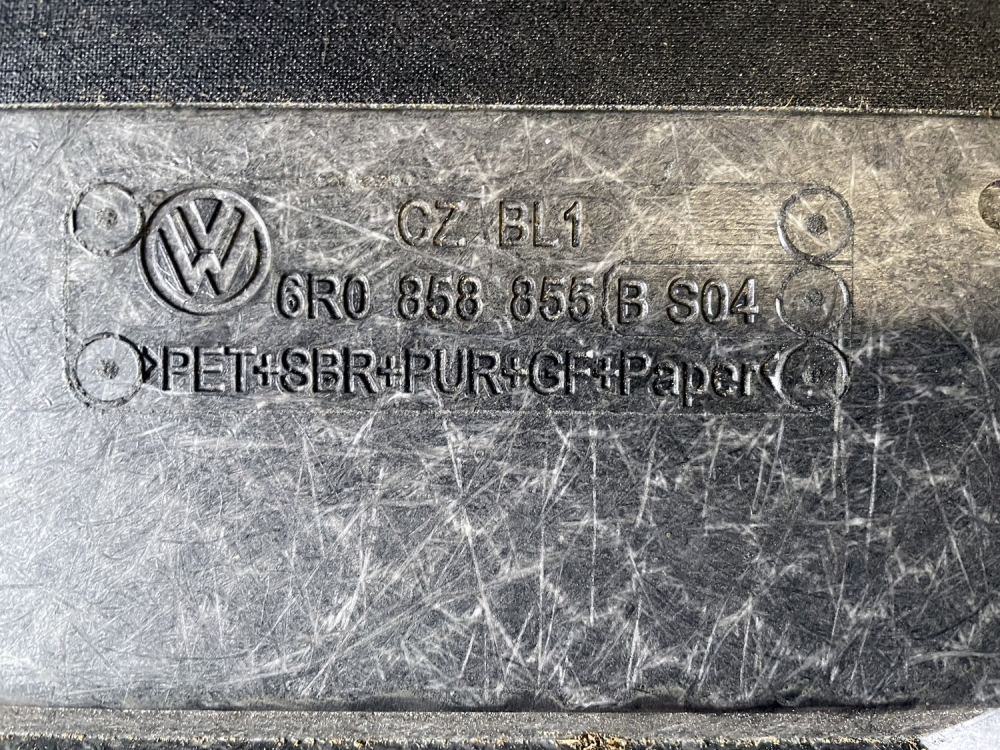 CZ BL1
6R0 858 855 B S04
>PET+SBR+PUR+GF+Paper<